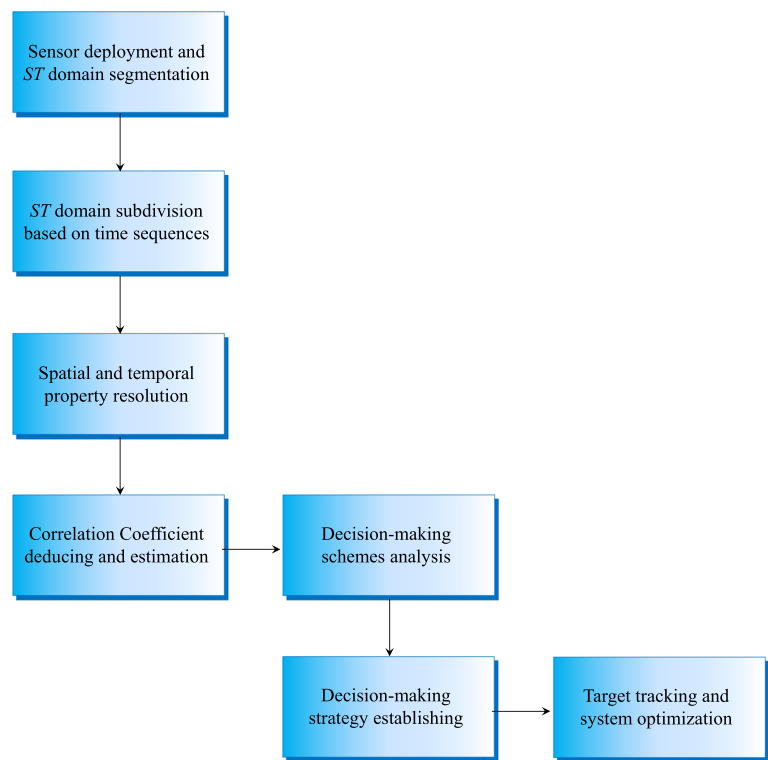 Sensor deployment and
ST domain segmentation
ST domain subdivision
based on time sequences
Spatial and temporal
property resolution
Correlation Coefficient
deducing and estimation
Decision-making
schemes analysis
Decision-making
strategy establishing
Target tracking and
system optimization